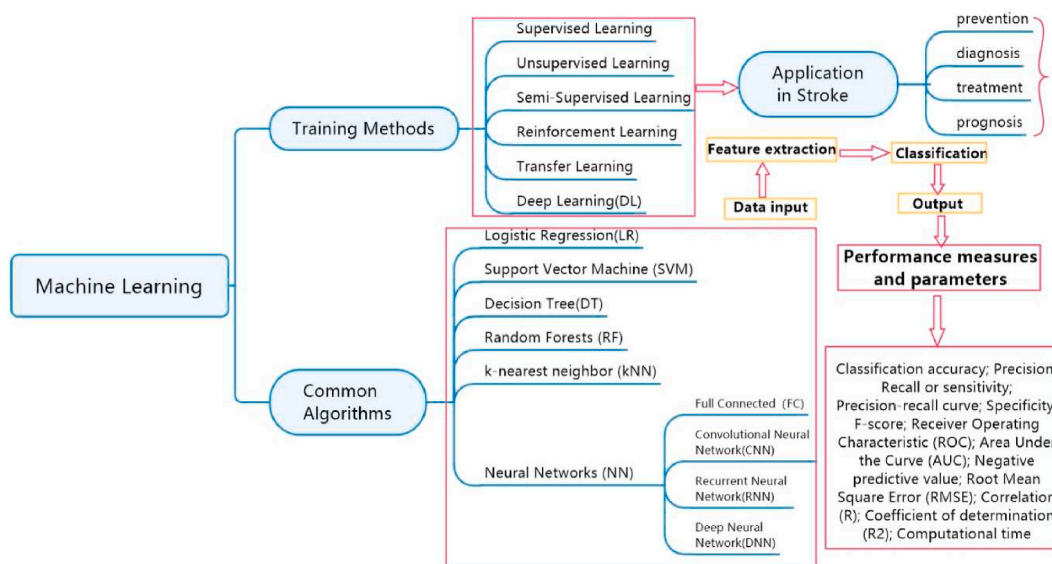 Machine Learning
Training Methods
Supervised Learning
Unsupervised Learning
Semi-Supervised Learning
Reinforcement Learning
Transfer Learning
Deep Learning(DL)
Application
in Stroke
prevention
diagnosis
treatment
prognosis
Feature extraction
Classification
Data input
Output
Performance measures
and parameters
Classification accuracy; Precision
Recall or sensitivity;
Precision-recall curve; Specificity
F-score; Receiver Operating
Characteristic (ROC); Area Under
the Curve (AUC); Negative
predictive value; Root Mean
Square Error (RMSE); Correlation
(R); Coefficient of determination
(R2); Computational time
Common
Algorithms
Logistic Regression(LR)
Support Vector Machine (SVM)
Decision Tree(DT)
Random Forests (RF)
k-nearest neighbor (kNN)
Neural Networks (NN)
Full Connected (FC)
Convolutional Neural
Network(CNN)
Recurrent Neural
Network(RNN)
Deep Neural
Network(DNN)